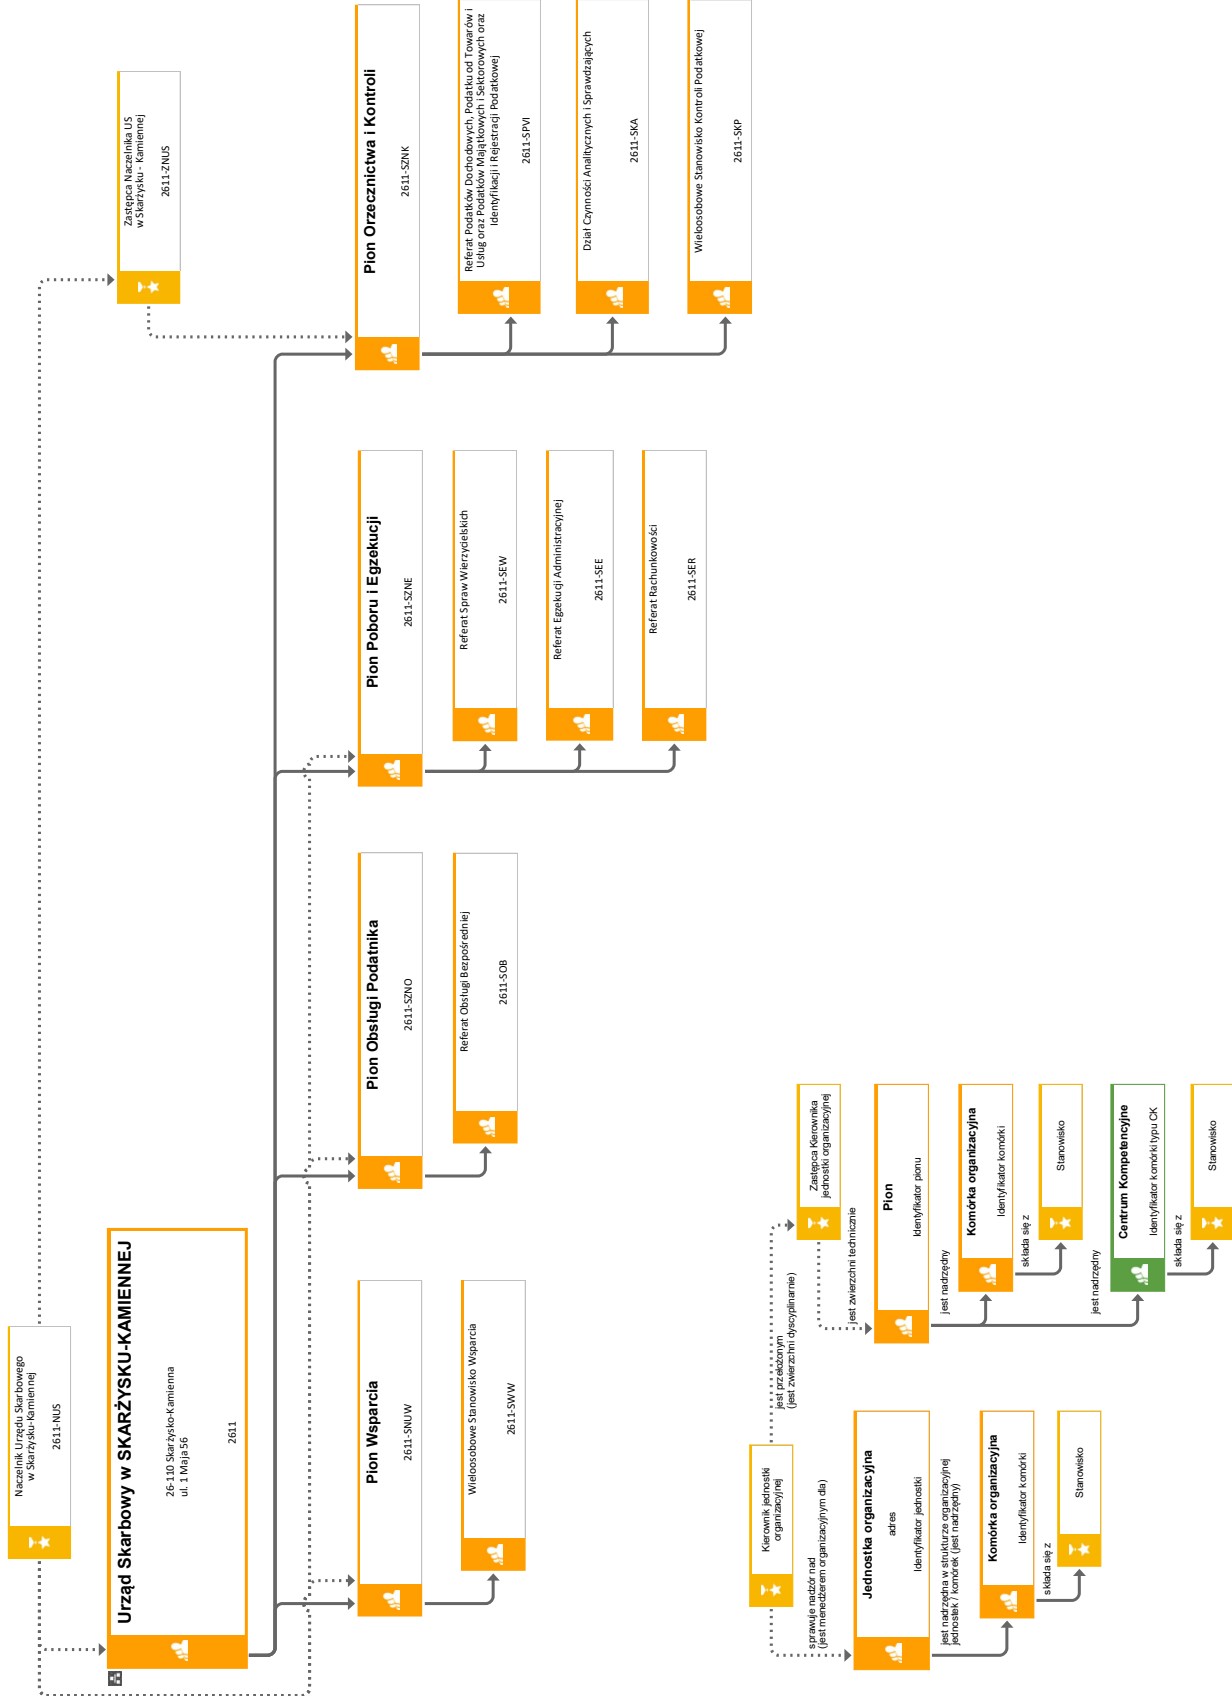 Naczelnik Urzędu Skarbowego
w Skarżysku-Kamiennej
2611-NUS
Zastępca Naczelnika US
w Skarżysku - Kamiennej
2611-ZNUS
Urząd Skarbowy w SKARŻYSKU-KAMIENNEJ
26-110 Skarżysko-Kamienna
ul. 1 Maja 56
2611
Pion Wsparcia
2611-SNUW
Wieloosobowe Stanowisko Wsparcia
2611-SWW
Pion Obsługi Podatnika
2611-SZNO
Referat Obsługi Bezpośredniej
2611-SOB
Pion Poboru i Egzekucji
2611-SZNE
Referat Spraw Wierzycielskich
2611-SEW
Referat Egzekucji Administracyjnej
2611-SEE
Referat Rachunkowości
2611-SER
Pion Orzecznictwa i Kontroli
2611-SZNK
Referat Podatków Dochodowych, Podatku od Towarów i
Usług oraz Podatków Majątkowych i Sektorowych oraz
Identyfikacji i Rejestracji Podatkowej
2611-SPVI
Dział Czynności Analitycznych i Sprawdzających
2611-SKA
Wieloosobowe Stanowisko Kontroli Podatkowej
2611-SKP
Kierownik jednostki
organizacyjnej
jest przełożonym
(jest zwierzchni dyscyplinarnie)
Zastępca Kierownika
jednostki organizacyjnej
sprawuje nadzór nad
(jest menedżerem organizacyjnym dla)
jest zwierzchni technicznie
Jednostka organizacyjna
adres
Identyfikator jednostki
jest nadrzędna w strukturze organizacyjnej
jednostek / komórek (jest nadrzędny)
Komórka organizacyjna
Identyfikator komórki
składa się z
Stanowisko
Pion
Identyfikator pionu
jest nadrzędny
Komórka organizacyjna
Identyfikator komórki
składa się z
Stanowisko
jest nadrzędny
Centrum Kompetencyjne
Identyfikator komórki typu CK
składa się z
Stanowisko